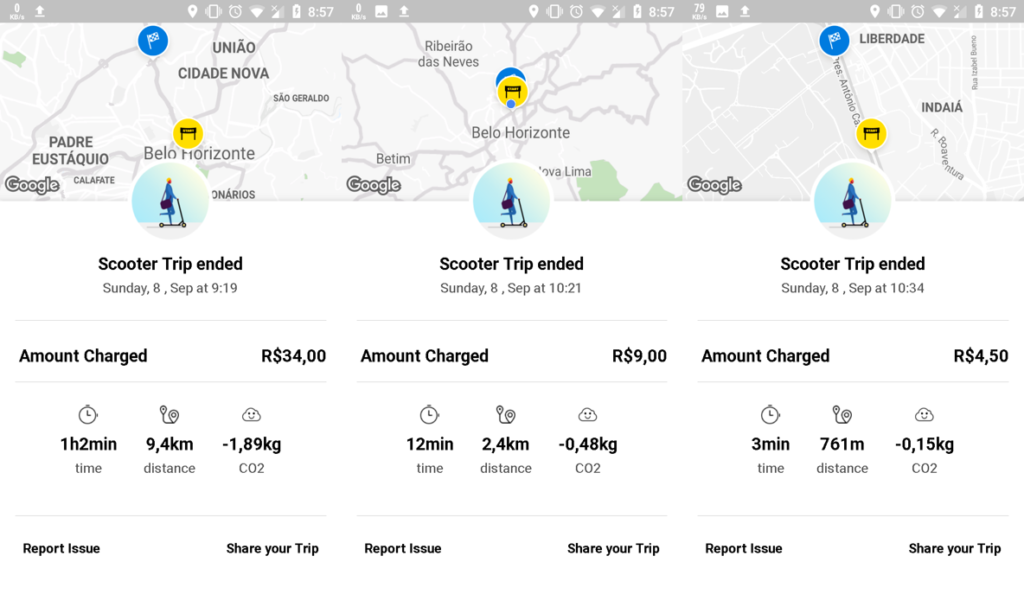 0
KB/s
8:57
UNIÃO
CIDADE NOVA
SÃO GERALDO
PADRE
EUSTÁQUIO
START
Belo Horizonte
CALAFATE
Google
ONÁRIOS
Scooter Trip ended
Sunday, 8 , Sep at 9:19
Amount Charged R$34,00
1h2min 9,4km -1,89kg
time distance CO2
Report Issue Share your Trip
0
KB/s
8:57
Ribeirão
das Neves
START
Belo Horizonte
Betim
Nova Lima
Google
Scooter Trip ended
Sunday, 8 , Sep at 10:21
Amount Charged R$9,00
12min 2,4km -0,48kg
time distance CO2
Report Issue Share your Trip
79
KB/s
8:57
LIBERDADE
Rua Izabel Bueno
res. Antônio Ca
INDAIÁ
START
R. Boaventura
Google
Scooter Trip ended
Sunday, 8 , Sep at 10:34
Amount Charged R$4,50
3min 761m -0,15kg
time distance CO2
Report Issue Share your Trip